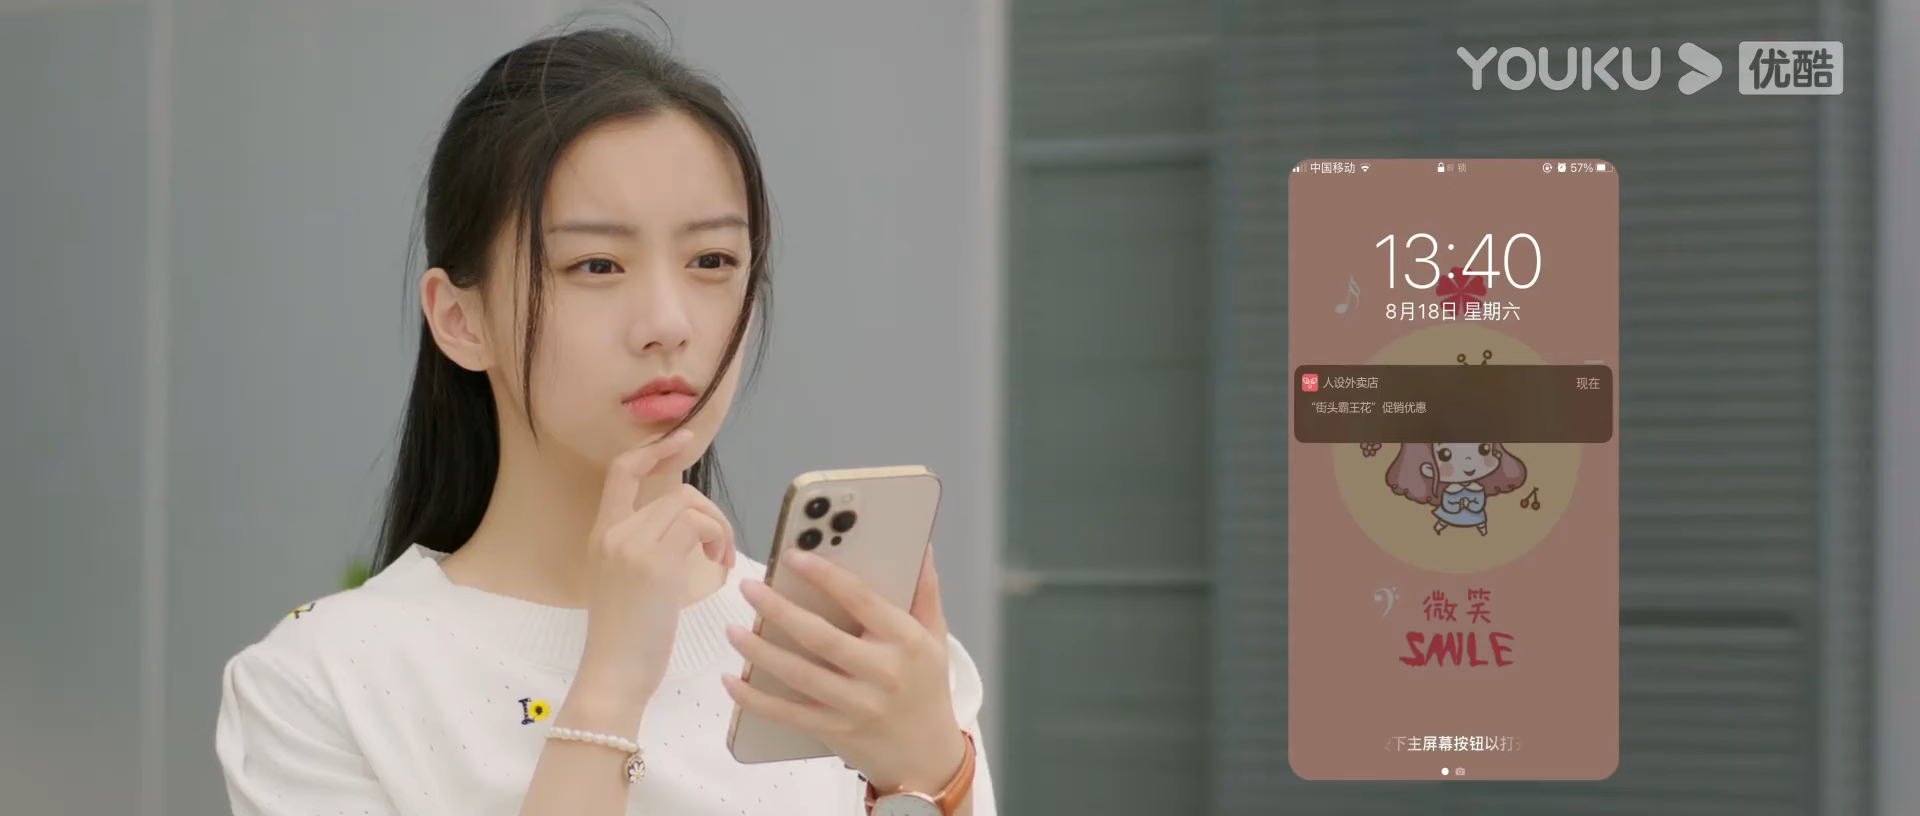 YOUKU 优酷
中国移动 57%
13:40
8月18日 星期六
人设外卖店 现在
“街头霸王花”促销优惠
微笑
SMILE
下主屏幕按钮以打